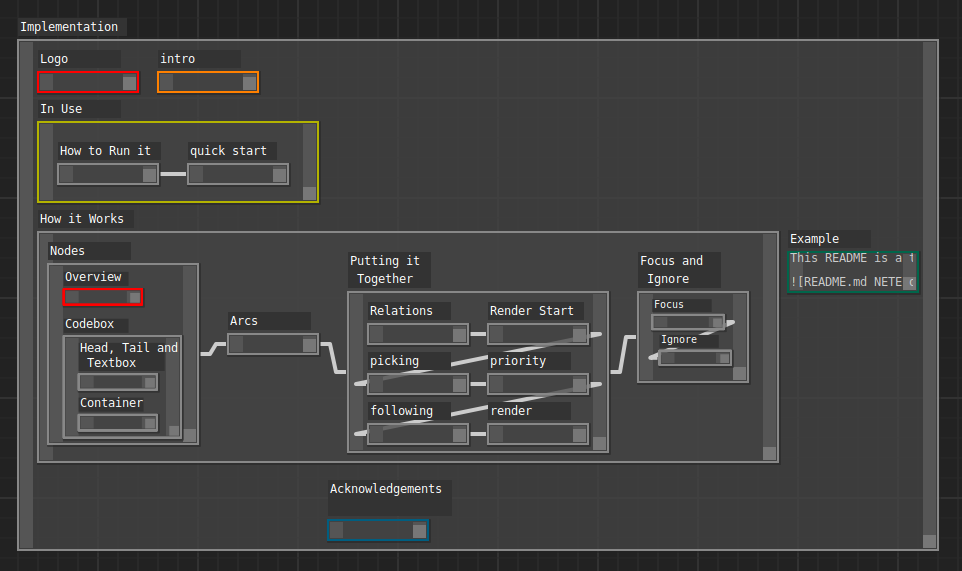 Implementation
Logo
intro
In Use
How to Run it
quick start
How it Works
Nodes
Overview
Codebox
Head, Tail and
Textbox
Container
Arcs
Putting it
Together
Relations
Render Start
picking
priority
following
render
Focus and
Ignore
Focus
Ignore
Example
This README is a
![README.md NOTE
Acknowledgements